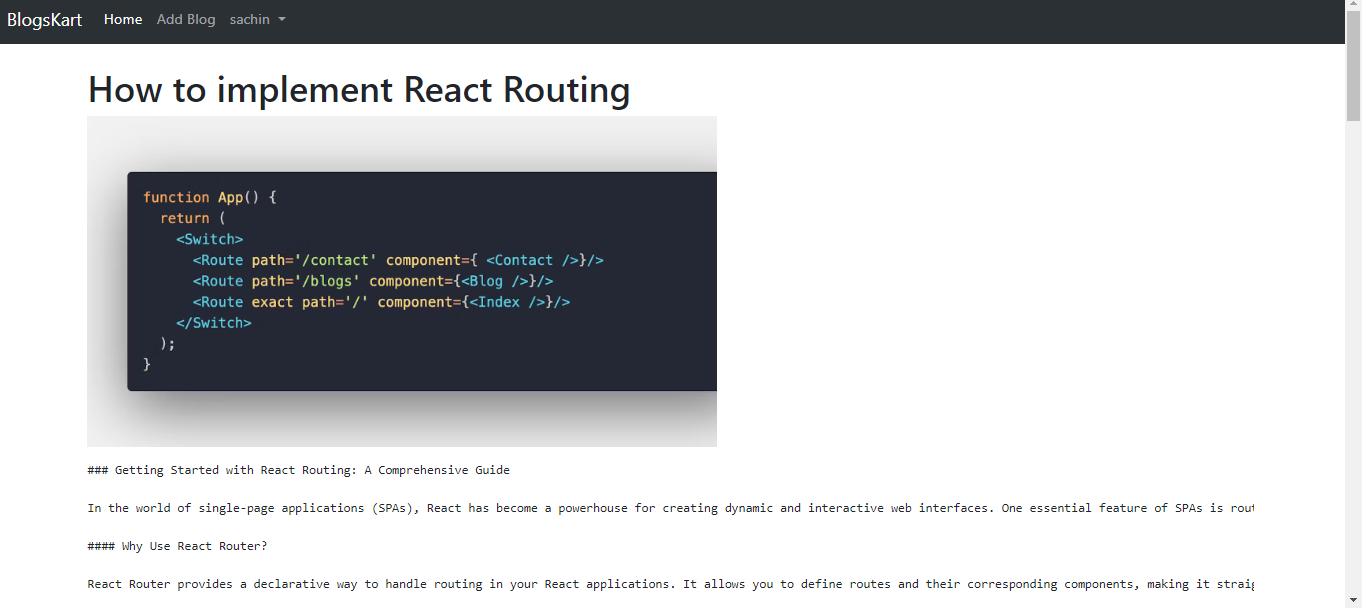 BlogsKart Home Add Blog sachin
How to implement React Routing
function App() {
return (
<Switch>
<Route path='/contact' component={ <Contact />}/>
<Route path='/blogs' component={<Blog />}/>
<Route exact path='/' component={<Index />}/>
</Switch>
);
}
### Getting Started with React Routing: A Comprehensive Guide
In the world of single-page applications (SPAs), React has become a powerhouse for creating dynamic and interactive web interfaces. One essential feature of SPAs is
#### Why Use React Router?
React Router provides a declarative way to handle routing in your React applications. It allows you to define routes and their corresponding components, making it